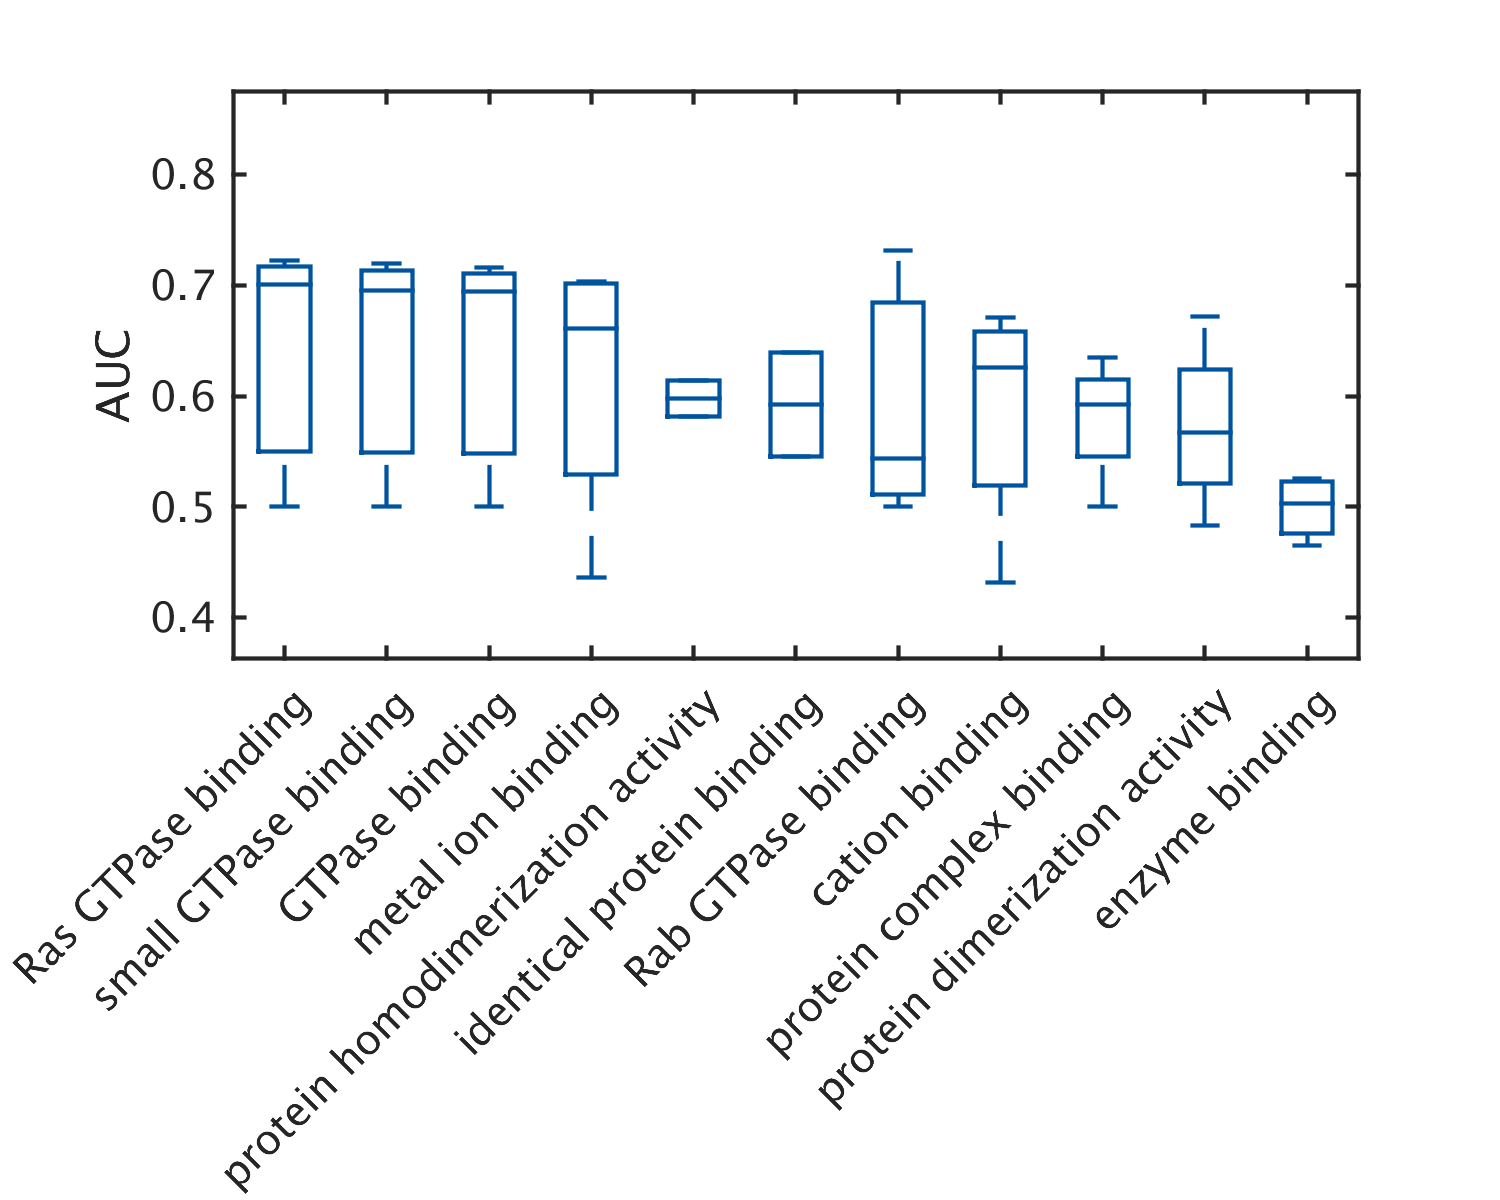 0.8
0.7
0.6
0.5
0.4
AUC
Ras GTPase binding
small GTPase binding
GTPase binding
metal ion binding
protein homodimerization activity
identical protein binding
Rab GTPase binding
cation binding
protein complex binding
protein dimerization activity
enzyme binding